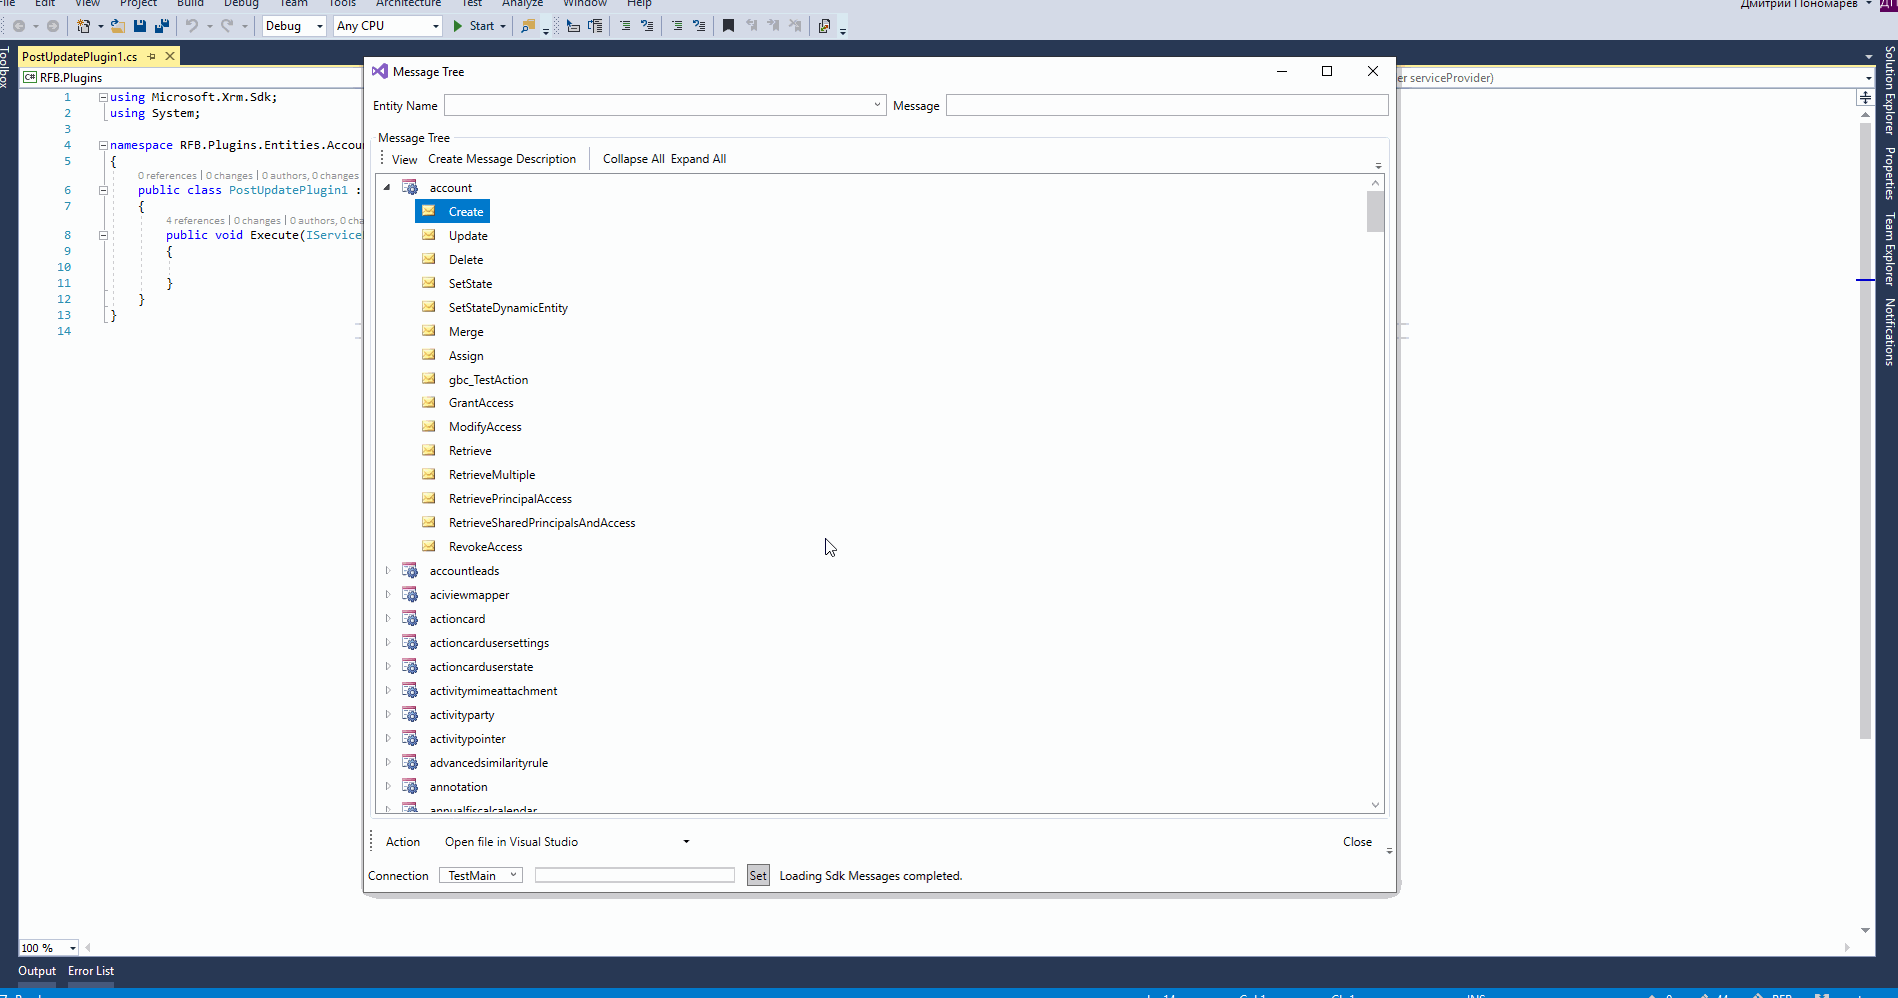 File Edit View Project Build Debug Team Tools Architecture Test Analyze Window Help
Дмитрий Пономарев
Debug Any CPU Start
PostUpdatePlugin1.cs
RFB.Plugins
er serviceProvider)
Toolbox
Solution Explorer
Properties
Team Explorer
Notifications
1 using Microsoft.Xrm.Sdk;
2 using System;
3
4 namespace RFB.Plugins.Entities.Accou
5 {
0 references | 0 changes | 0 authors, 0 changes
6 public class PostUpdatePlugin1 :
7 {
4 references | 0 changes | 0 authors, 0 cha
8 public void Execute(IService
9 {
10
11 }
12 }
13 }
14
Message Tree
Entity Name Message
Message Tree
View Create Message Description Collapse All Expand All
account
Create
Update
Delete
SetState
SetStateDynamicEntity
Merge
Assign
gbc_TestAction
GrantAccess
ModifyAccess
Retrieve
RetrieveMultiple
RetrievePrincipalAccess
RetrieveSharedPrincipalsAndAccess
RevokeAccess
accountleads
aciviewmapper
actioncard
actioncardusersettings
actioncarduserstate
activitymimeattachment
activityparty
activitypointer
advancedsimilarityrule
annotation
annualfiscalcalendar
Action Open file in Visual Studio Close
Connection TestMain Set Loading Sdk Messages completed.
100 %
Output Error List